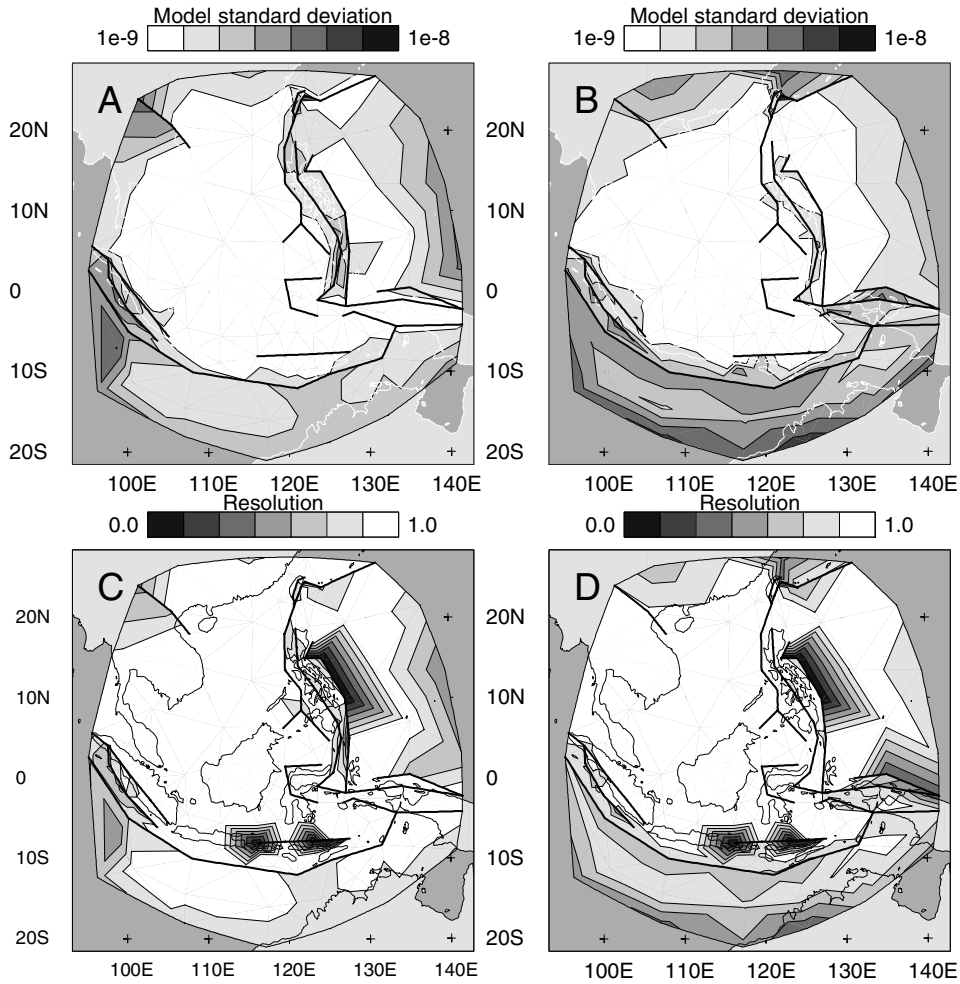 Model standard deviation
1e-9 1e-8
Model standard deviation
1e-9 1e-8
A
B
20N
10N
0
10S
20S
20N
10N
0
10S
20S
100E 110E 120E 130E 140E
100E 110E 120E 130E 140E
Resolution
0.0 1.0
Resolution
0.0 1.0
C
D
20N
10N
0
10S
20S
20N
10N
0
10S
20S
100E 110E 120E 130E 140E
100E 110E 120E 130E 140E